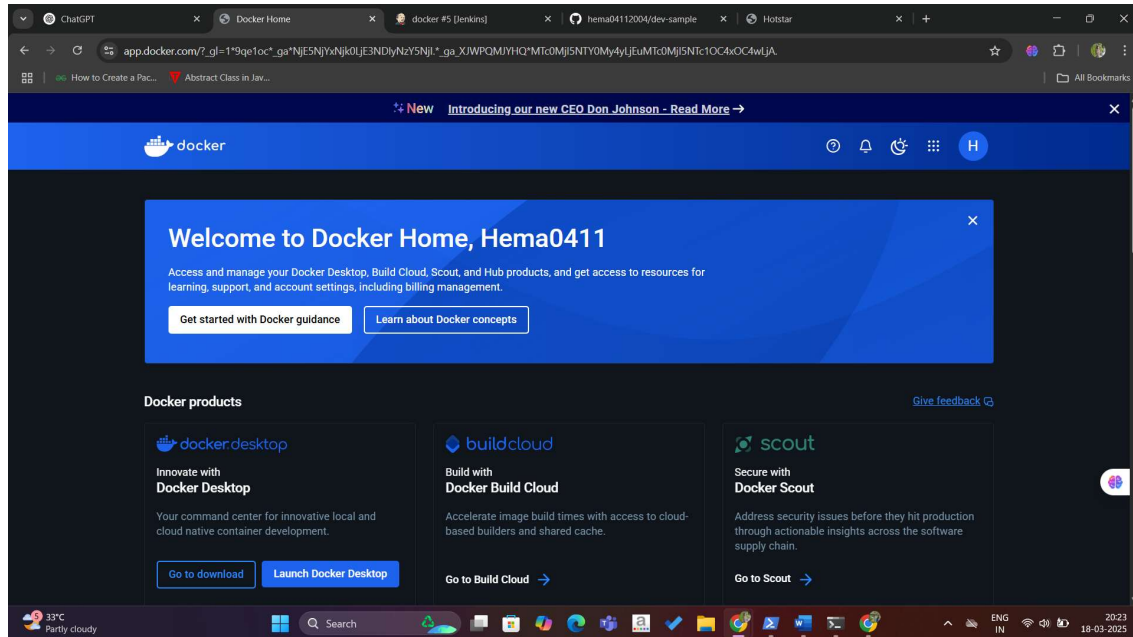 ChatGPT
Docker Home
docker #5 [Jenkins]
hema04112004/dev-sample
Hotstar
app.docker.com/?_gl=1*9qe1oc*_ga*NjE5NjYxNjk0LjE3NDIyNzY5NjI.*_ga_XJWPQMJYHQ*MTc0MjI5NTY0My4yLjEuMTc0MjI5NTc1OC4xOC4wLjA.
How to Create a Pac...
Abstract Class in Jav...
All Bookmarks
New Introducing our new CEO Don Johnson - Read More →
docker
H
Welcome to Docker Home, Hema0411
Access and manage your Docker Desktop, Build Cloud, Scout, and Hub products, and get access to resources for
learning, support, and account settings, including billing management.
Get started with Docker guidance
Learn about Docker concepts
Docker products
Give feedback
docker.desktop
Innovate with
Docker Desktop
Your command center for innovative local and
cloud native container development.
Go to download
Launch Docker Desktop
buildcloud
Build with
Docker Build Cloud
Accelerate image build times with access to cloud-
based builders and shared cache.
Go to Build Cloud →
scout
Secure with
Docker Scout
Address security issues before they hit production
through actionable insights across the software
supply chain.
Go to Scout →
33°C
Partly cloudy
Search
ENG
IN
20:23
18-03-2025